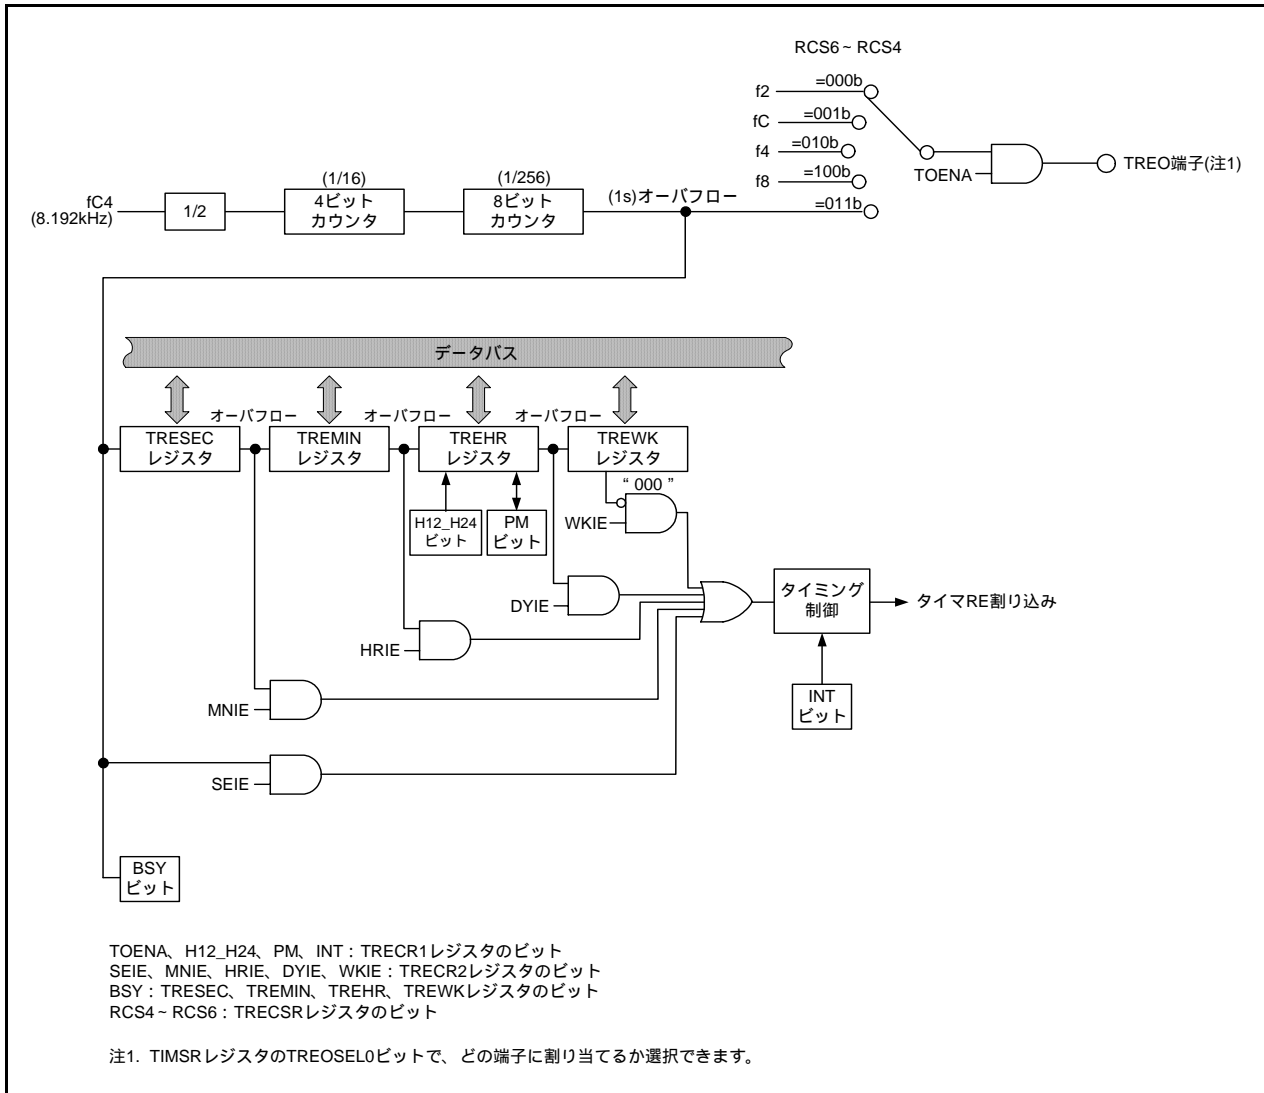 RCS6～RCS4
f2 =000b
fC =001b
f4 =010b
f8 =100b
=011b
TOENA
TREO端子(注1)
fC4
(8.192kHz)
1/2
(1/16)
4ビット
カウンタ
(1/256)
8ビット
カウンタ
(1s)オーバフロー
データバス
オーバフロー
オーバフロー
オーバフロー
TRESEC
レジスタ
TREMIN
レジスタ
TREHR
レジスタ
TREWK
レジスタ
“ 000 ”
H12_H24
ビット
PM
ビット
WKIE
DYIE
HRIE
MNIE
SEIE
タイミング
制御
タイマRE割り込み
INT
ビット
BSY
ビット
TOENA、H12_H24、PM、INT：TRECR1レジスタのビット
SEIE、MNIE、HRIE、DYIE、WKIE：TRECR2レジスタのビット
BSY：TRESEC、TREMIN、TREHR、TREWKレジスタのビット
RCS4～RCS6：TRECSRレジスタのビット
注1. TIMSRレジスタのTREOSEL0ビットで、どの端子に割り当てるか選択できます。